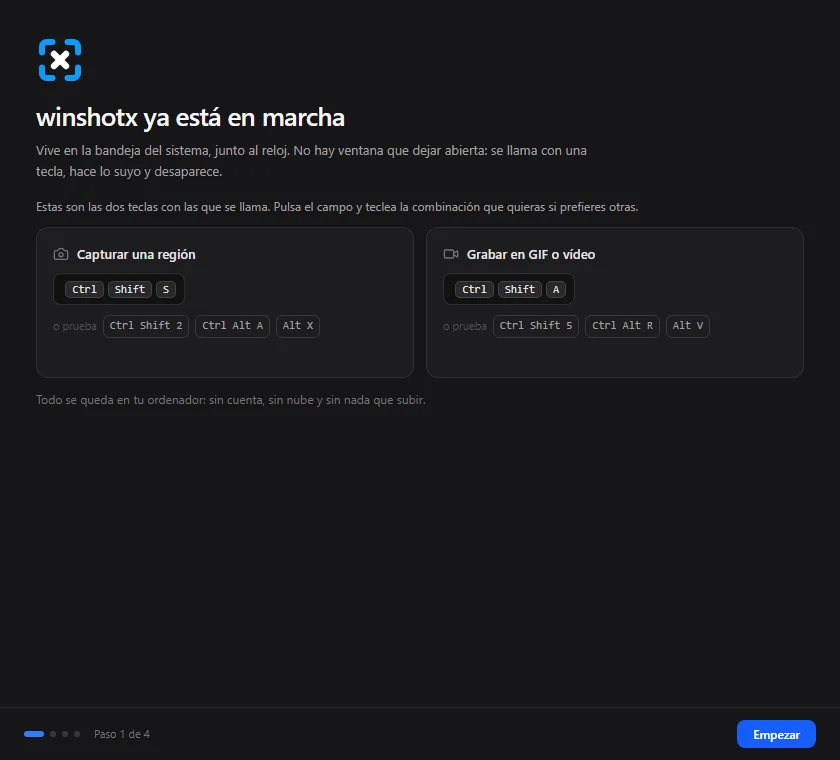 winshotx ya está en marcha
Vive en la bandeja del sistema, junto al reloj. No hay ventana que dejar abierta: se llama con una
tecla, hace lo suyo y desaparece.
Estas son las dos teclas con las que se llama. Pulsa el campo y teclea la combinación que quieras si prefieres otras.
Capturar una región
Ctrl Shift S
o prueba Ctrl Shift 2 Ctrl Alt A Alt X
Grabar en GIF o vídeo
Ctrl Shift A
o prueba Ctrl Shift 5 Ctrl Alt R Alt V
Todo se queda en tu ordenador: sin cuenta, sin nube y sin nada que subir.
Paso 1 de 4
Empezar